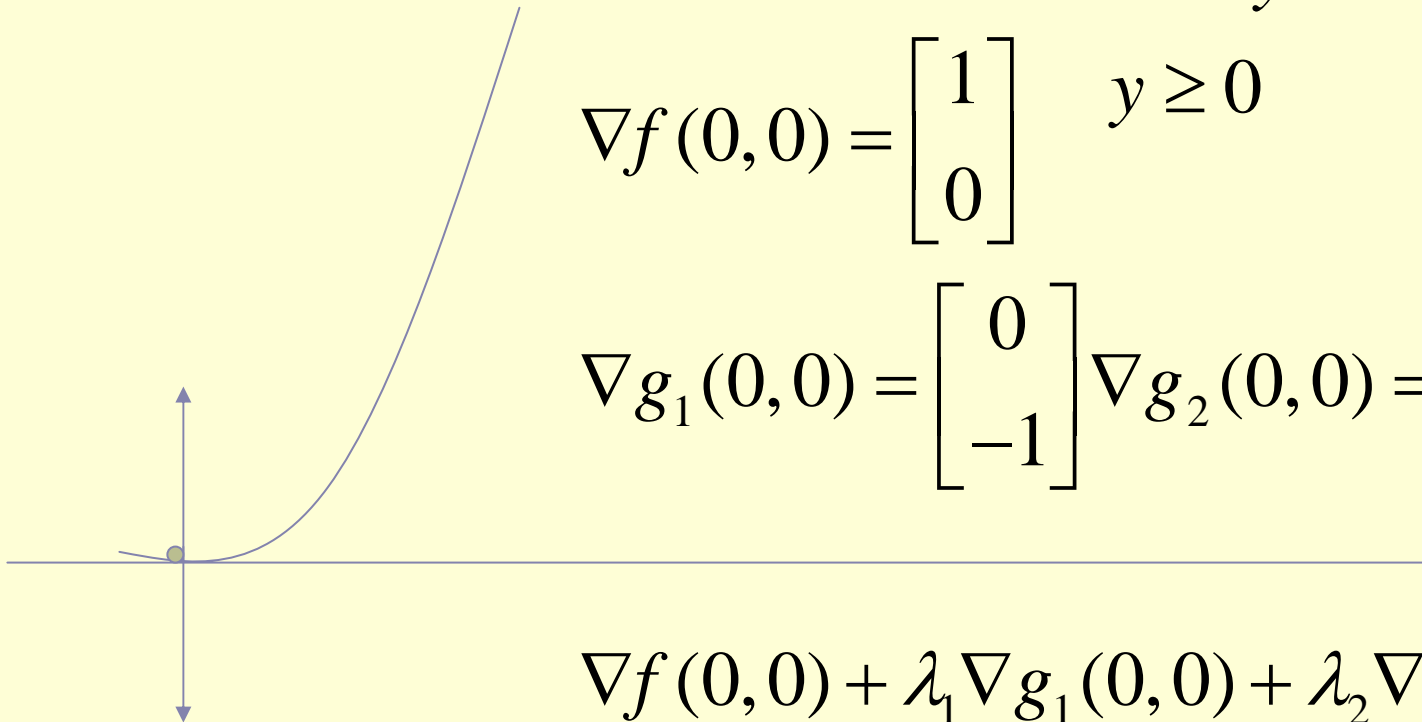 y
∇f(0,0) = [1 0] y ≥ 0
∇g₁(0,0) = [0 −1] ∇g₂(0,0) =
∇f(0,0) + λ₁∇g₁(0,0) + λ₂∇